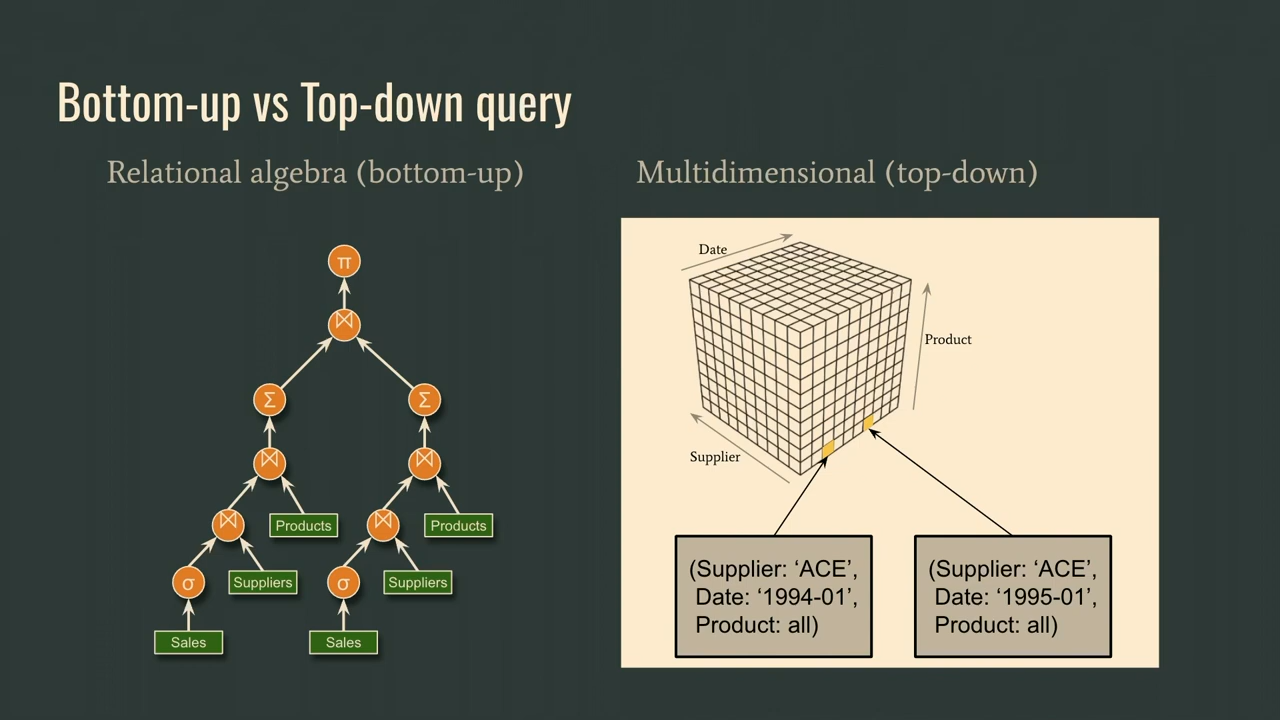 Bottom-up vs Top-down query
Relational algebra (bottom-up)
π
⋈
Σ
Σ
⋈
⋈
⋈
Products
⋈
Products
σ
Suppliers
σ
Suppliers
Sales
Sales
Multidimensional (top-down)
Date
Product
Supplier
(Supplier: ‘ACE’,
Date: ‘1994-01’,
Product: all)
(Supplier: ‘ACE’,
Date: ‘1995-01’,
Product: all)